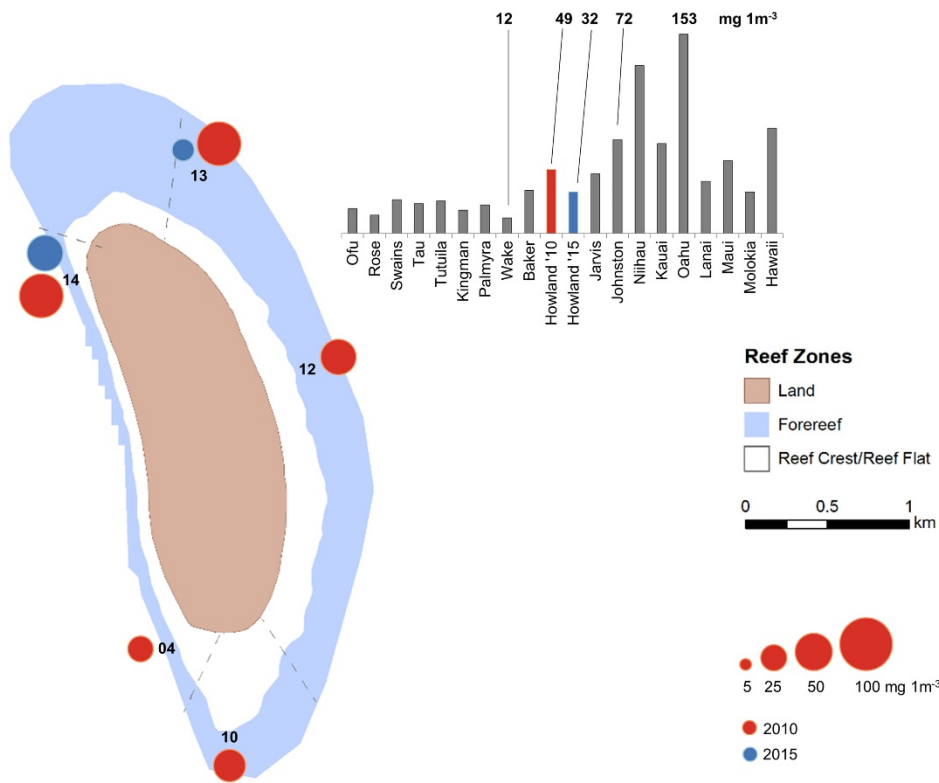 12 49 32 72 153 mg 1m⁻³
Ofu
Rose
Swains
Tau
Tutuila
Kingman
Palmyra
Wake
Baker
Howland '10
Howland '15
Jarvis
Johnston
Niihau
Kauai
Oahu
Lanai
Maui
Molokia
Hawaii
13
14
12
04
10
Reef Zones
Land
Forereef
Reef Crest/Reef Flat
0 0.5 1
km
5 25 50 100 mg 1m⁻³
2010
2015